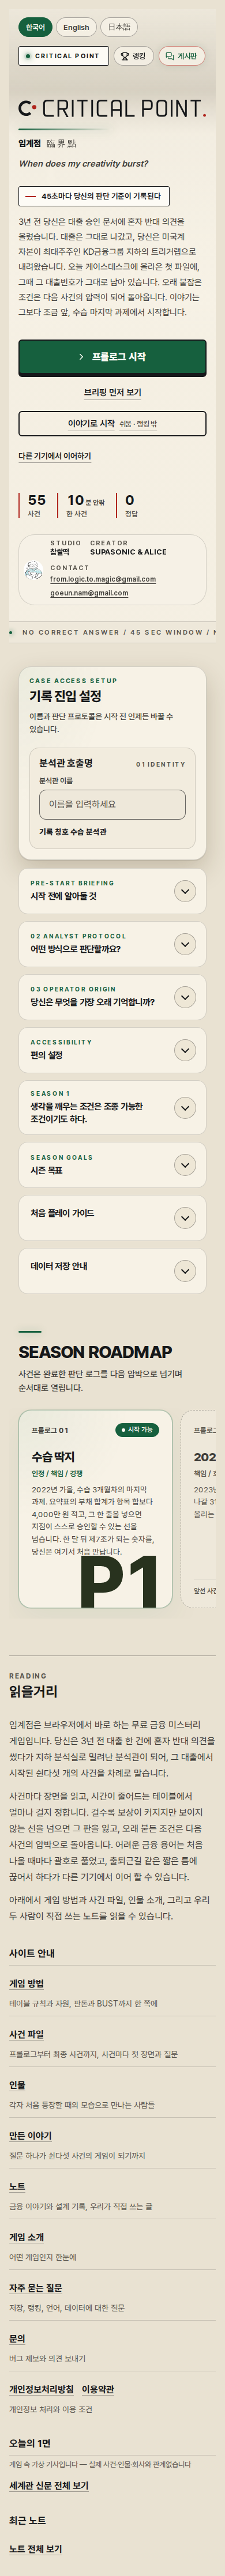 한국어 English 日本語
CRITICAL POINT 랭킹 게시판
C CRITICAL POINT.
임계점 臨界點
When does my creativity burst?
45초마다 당신의 판단 기준이 기록된다
3년 전 당신은 대출 승인 문서에 혼자 반대 의견을
올렸습니다. 대출은 그대로 나갔고, 당신은 미국계
자본이 최대주주인 KD금융그룹 지하의 트리거랩으로
내려왔습니다. 오늘 케이스데스크에 올라온 첫 파일에,
그때 그 대출번호가 그대로 남아 있습니다. 오래 붙잡은
조건은 다음 사건의 압력이 되어 돌아옵니다. 이야기는
그보다 조금 앞, 수습 마지막 과제에서 시작합니다.
프롤로그 시작
브리핑 먼저 보기
이야기로 시작 쉬움 · 랭킹 밖
다른 기기에서 이어하기
55
사건
10분 안팎
한 사건
0
정답
STUDIO
찹쌀떡
CREATOR
SUPASONIC & ALICE
CONTACT
from.logic.to.magic@gmail.com
goeun.nam@gmail.com
NO CORRECT ANSWER / 45 SEC WINDOW /
CASE ACCESS SETUP
기록 진입 설정
이름과 판단 프로토콜은 시작 전 언제든 바꿀 수
있습니다.
분석관 호출명 01 IDENTITY
분석관 이름
이름을 입력하세요
기록 칭호 수습 분석관
PRE-START BRIEFING
시작 전에 알아둘 것
02 ANALYST PROTOCOL
어떤 방식으로 판단할까요?
03 OPERATOR ORIGIN
당신은 무엇을 가장 오래 기억합니까?
ACCESSIBILITY
편의 설정
SEASON 1
생각을 깨우는 조건은 조종 가능한
조건이기도 하다.
SEASON GOALS
시즌 목표
처음 플레이 가이드
데이터 저장 안내
SEASON ROADMAP
사건은 완료한 판단 로그를 다음 압박으로 넘기며
순서대로 열립니다.
프롤로그 01 시작 가능
수습 딱지
인정 / 책임 / 경쟁
2022년 가을, 수습 3개월차의 마지막
과제. 요약표의 부채 합계가 항목 합보다
4,000만 원 적고, 그 한 줄을 넣으면
지점이 스스로 승인할 수 있는 선을
넘습니다. 한 달 뒤 제7조가 되는 숫자를,
당신은 여기서 처음 만납니다.
P1
READING
읽을거리
임계점은 브라우저에서 바로 하는 무료 금융 미스터리
게임입니다. 당신은 3년 전 대출 한 건에 혼자 반대 의견을
썼다가 지하 분석실로 밀려난 분석관이 되어, 그 대출에서
시작된 쉰다섯 개의 사건을 차례로 맡습니다.
사건마다 장면을 읽고, 시간이 줄어드는 테이블에서
얼마나 걸지 정합니다. 걸수록 보상이 커지지만 보이지
않는 선을 넘으면 그 판을 잃고, 오래 붙든 조건은 다음
사건의 압력으로 돌아옵니다. 어려운 금융 용어는 처음
나올 때마다 괄호로 풀었고, 출퇴근길 같은 짧은 틈에
끊어서 하다가 다른 기기에서 이어 할 수 있습니다.
아래에서 게임 방법과 사건 파일, 인물 소개, 그리고 우리
두 사람이 직접 쓰는 노트를 읽을 수 있습니다.
사이트 안내
게임 방법
테이블 규칙과 자원, 판돈과 BUST까지 한 쪽에
사건 파일
프롤로그부터 최종 사건까지, 사건마다 첫 장면과 질문
인물
각자 처음 등장할 때의 모습으로 만나는 사람들
만든 이야기
질문 하나가 쉰다섯 사건의 게임이 되기까지
노트
금융 이야기와 설계 기록, 우리가 직접 쓰는 글
게임 소개
어떤 게임인지 한눈에
자주 묻는 질문
저장, 랭킹, 언어, 데이터에 대한 질문
문의
버그 제보와 의견 보내기
개인정보처리방침 이용약관
개인정보 처리와 이용 조건
오늘의 1면
게임 속 가상 기사입니다 — 실제 사건·인물·회사와 관계없습니다
세계관 신문 전체 보기
최근 노트
노트 전체 보기